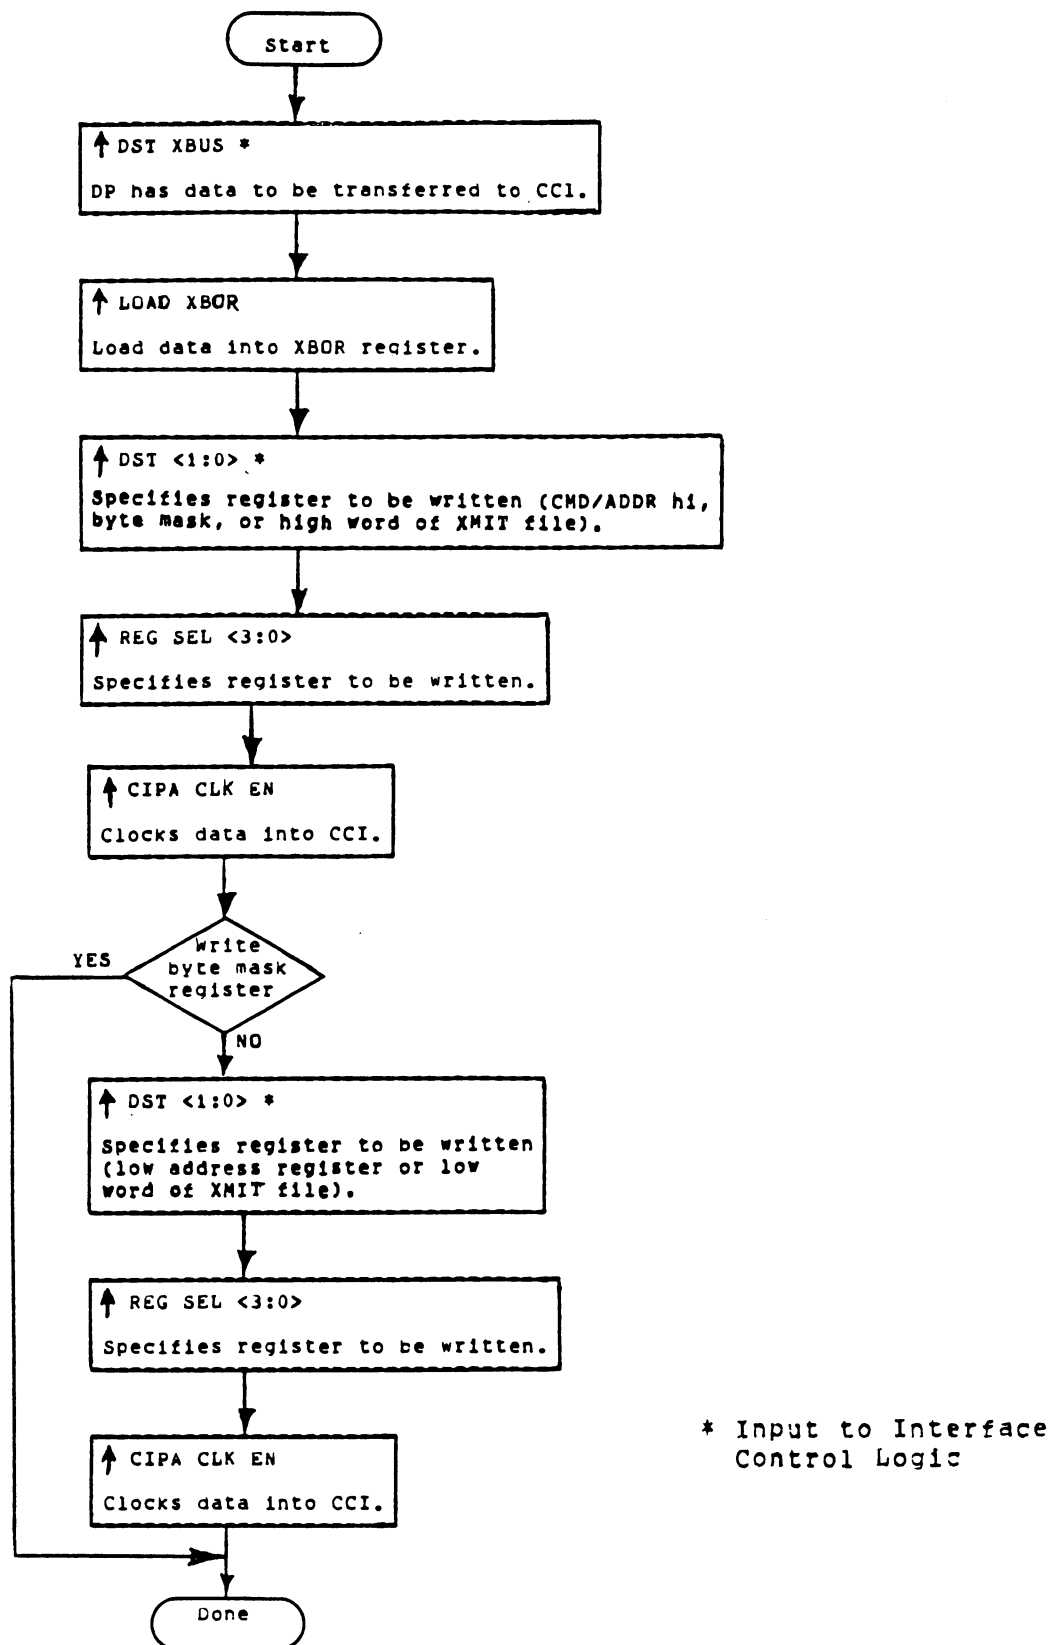 Start
↑ DST XBUS *
DP has data to be transferred to CCI.
↑ LOAD XBOR
Load data into XBOR register.
↑ DST <1:0> *
Specifies register to be written (CMD/ADDR hi,
byte mask, or high word of XMIT file).
↑ REG SEL <3:0>
Specifies register to be written.
↑ CIPA CLK EN
Clocks data into CCI.
Write
byte mask
register
YES
NO
↑ DST <1:0> *
Specifies register to be written
(low address register or low
word of XMIT file).
↑ REG SEL <3:0>
Specifies register to be written.
↑ CIPA CLK EN
Clocks data into CCI.
* Input to Interface
Control Logic
Done